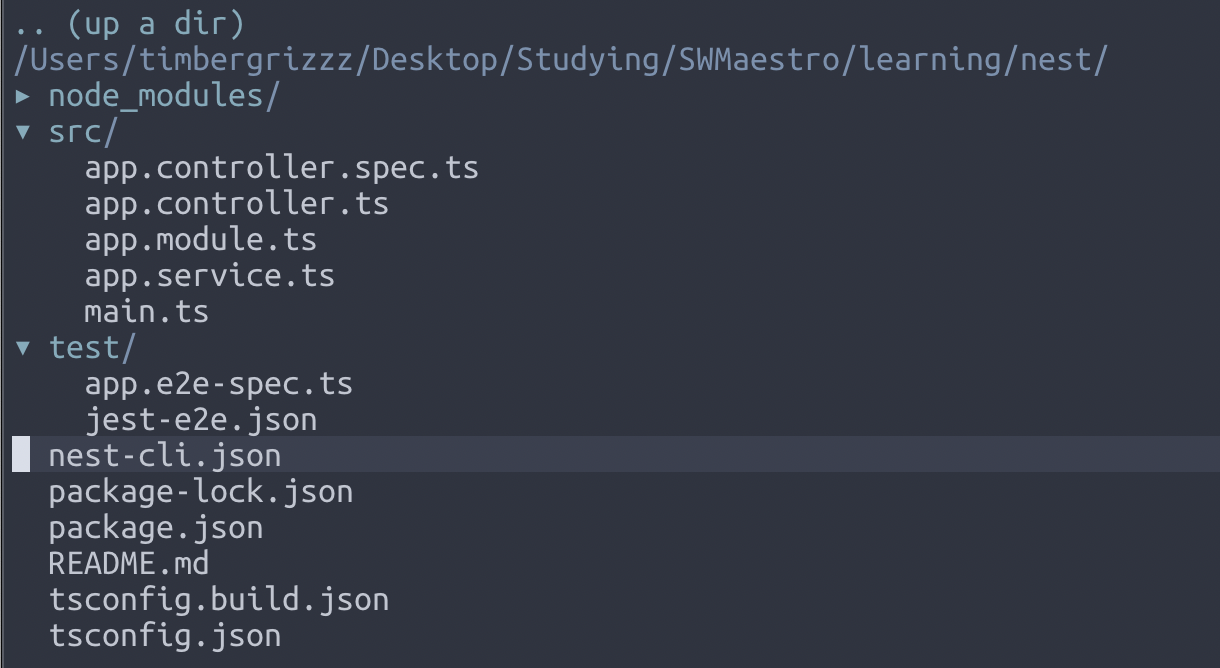 .. (up a dir)
/Users/timbergrizzz/Desktop/Studying/SWMaestro/learning/nest/
▸ node_modules/
▾ src/
app.controller.spec.ts
app.controller.ts
app.module.ts
app.service.ts
main.ts
▾ test/
app.e2e-spec.ts
jest-e2e.json
nest-cli.json
package-lock.json
package.json
README.md
tsconfig.build.json
tsconfig.json